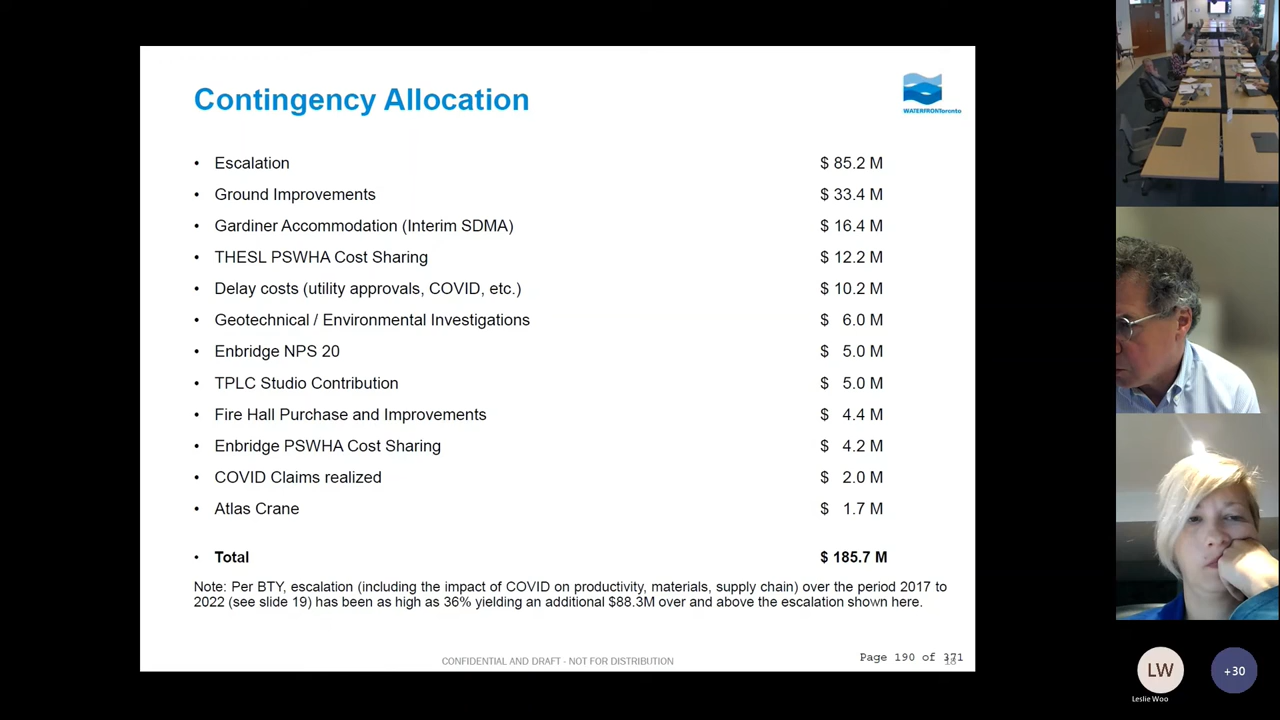 Contingency Allocation
WATERFRONToronto
• Escalation $ 85.2 M
• Ground Improvements $ 33.4 M
• Gardiner Accommodation (Interim SDMA) $ 16.4 M
• THESL PSWHA Cost Sharing $ 12.2 M
• Delay costs (utility approvals, COVID, etc.) $ 10.2 M
• Geotechnical / Environmental Investigations $ 6.0 M
• Enbridge NPS 20 $ 5.0 M
• TPLC Studio Contribution $ 5.0 M
• Fire Hall Purchase and Improvements $ 4.4 M
• Enbridge PSWHA Cost Sharing $ 4.2 M
• COVID Claims realized $ 2.0 M
• Atlas Crane $ 1.7 M
• Total $ 185.7 M
Note: Per BTY, escalation (including the impact of COVID on productivity, materials, supply chain) over the period 2017 to
2022 (see slide 19) has been as high as 36% yielding an additional $88.3M over and above the escalation shown here.
CONFIDENTIAL AND DRAFT - NOT FOR DISTRIBUTION
Page 190 of 371
LW
Leslie Woo
+30